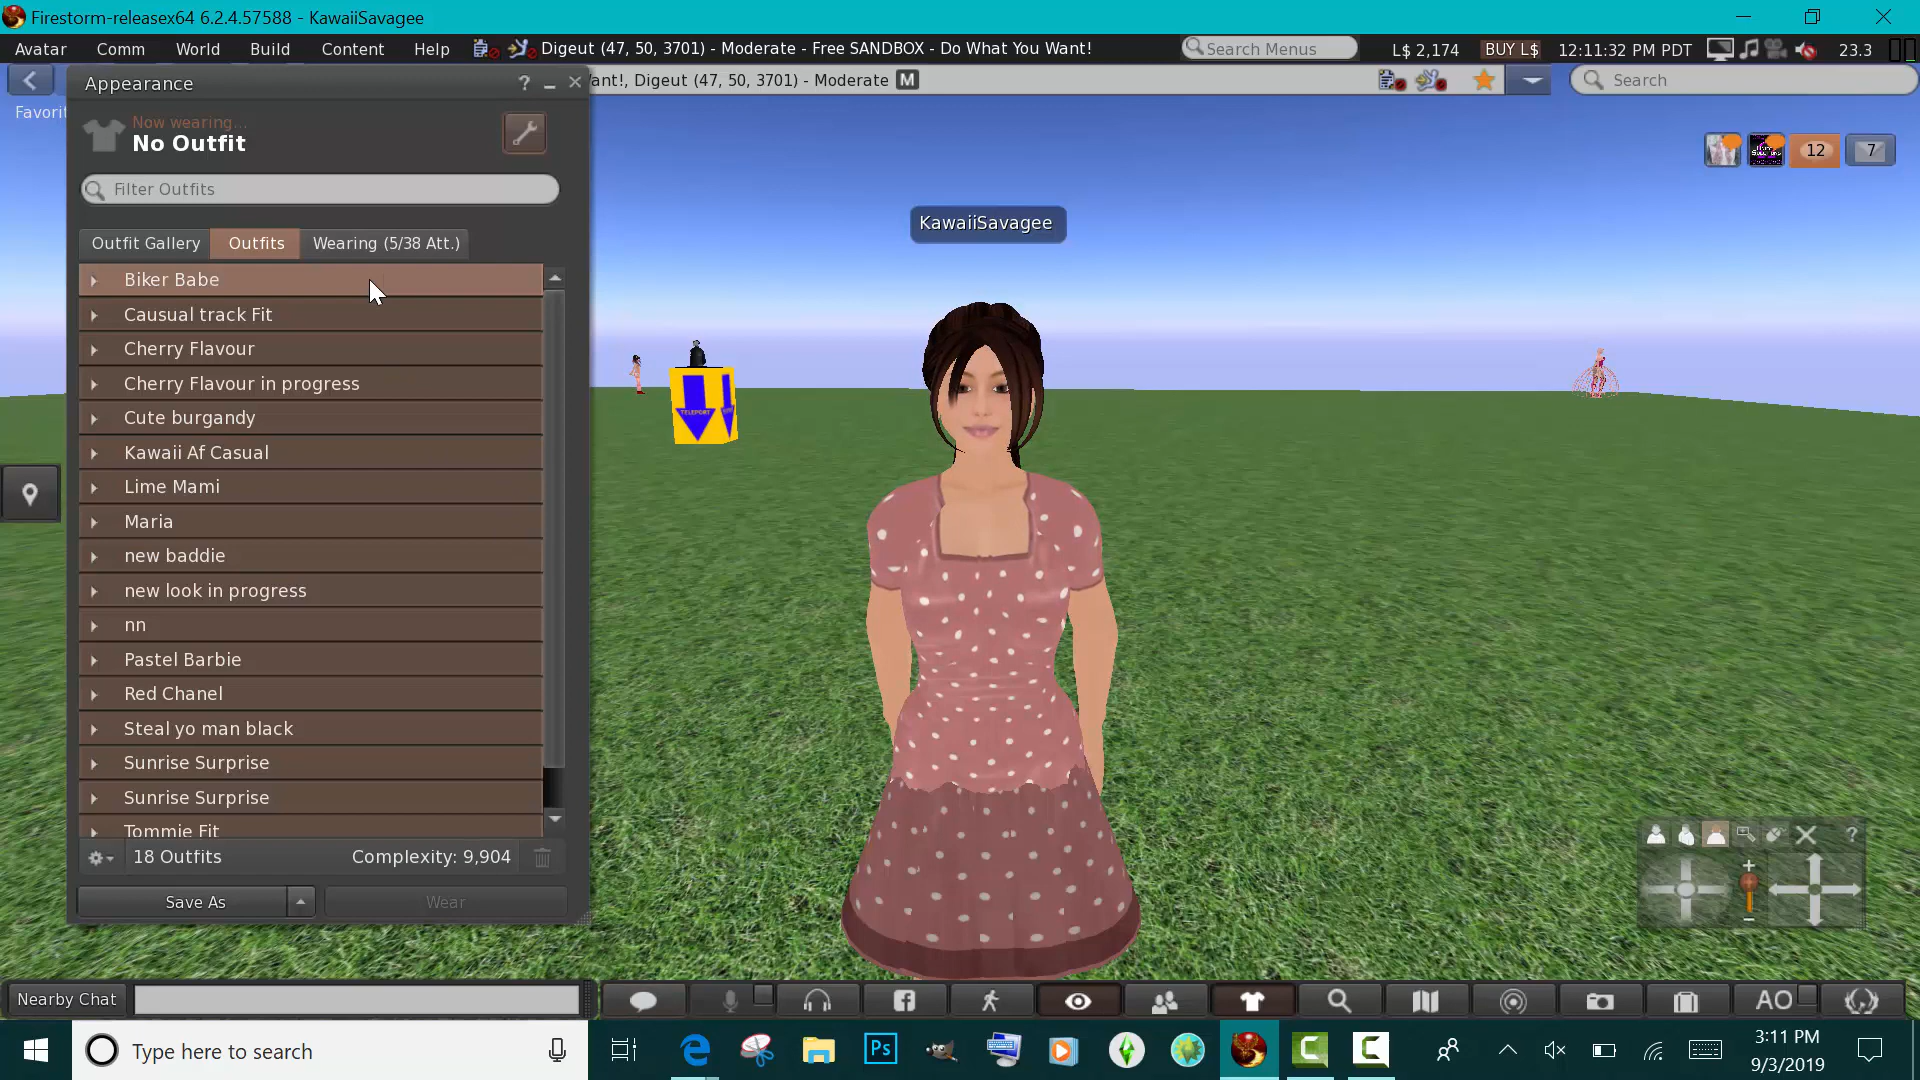 Firestorm-releasex64 6.2.4.57588 - KawaiiSavagee
Avatar Comm World Build Content Help Digeut (47, 50, 3701) - Moderate - Free SANDBOX - Do What You Want! Search Menus L$ 2,174 BUY L$ 12:11:32 PM PDT 23.3
Appearance ?
ant!, Digeut (47, 50, 3701) - Moderate M
Search
Favorit
Now wearing...
No Outfit
12 7
Filter Outfits
KawaiiSavagee
Outfit Gallery Outfits Wearing (5/38 Att.)
Biker Babe
Causual track Fit
Cherry Flavour
Cherry Flavour in progress
TELEPORT
Cute burgandy
Kawaii Af Casual
Lime Mami
Maria
new baddie
new look in progress
nn
Pastel Barbie
Red Chanel
Steal yo man black
Sunrise Surprise
Sunrise Surprise
Tommie Fit
?
18 Outfits Complexity: 9,904
Save As Wear
Nearby Chat
AO
Type here to search
Ps
3:11 PM
9/3/2019